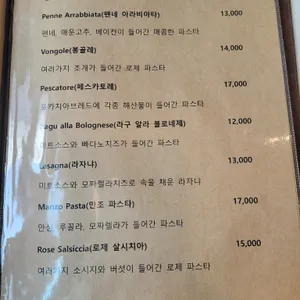 Penne Arrabbiata(펜네 아라비아타) 13,000
펜네, 매운고추, 베이컨이 들어간 매콤한 파스타
Vongole(봉골레) 14,000
여러가지 조개가 들어간 로제 파스타
Pescatore(페스카토레) 17,000
포카치아브레드에 각종 해산물이 들어간 파스타
Ragu alla Bolognese(라구 알라 볼로네제) 12,000
미트소스와 빠다노치즈가 들어간 파스타
Lasagna(라자냐) 13,000
미트소스와 모짜렐라치즈로 속을 채운 라자냐
Manzo Pasta(만조 파스타) 17,000
안심, 루꼴라, 모짜렐라가 들어간 파스타
Rose Salsiccia(로제 살시치아) 15,000
여러가지 소시지와 버섯이 들어간 로제 파스타